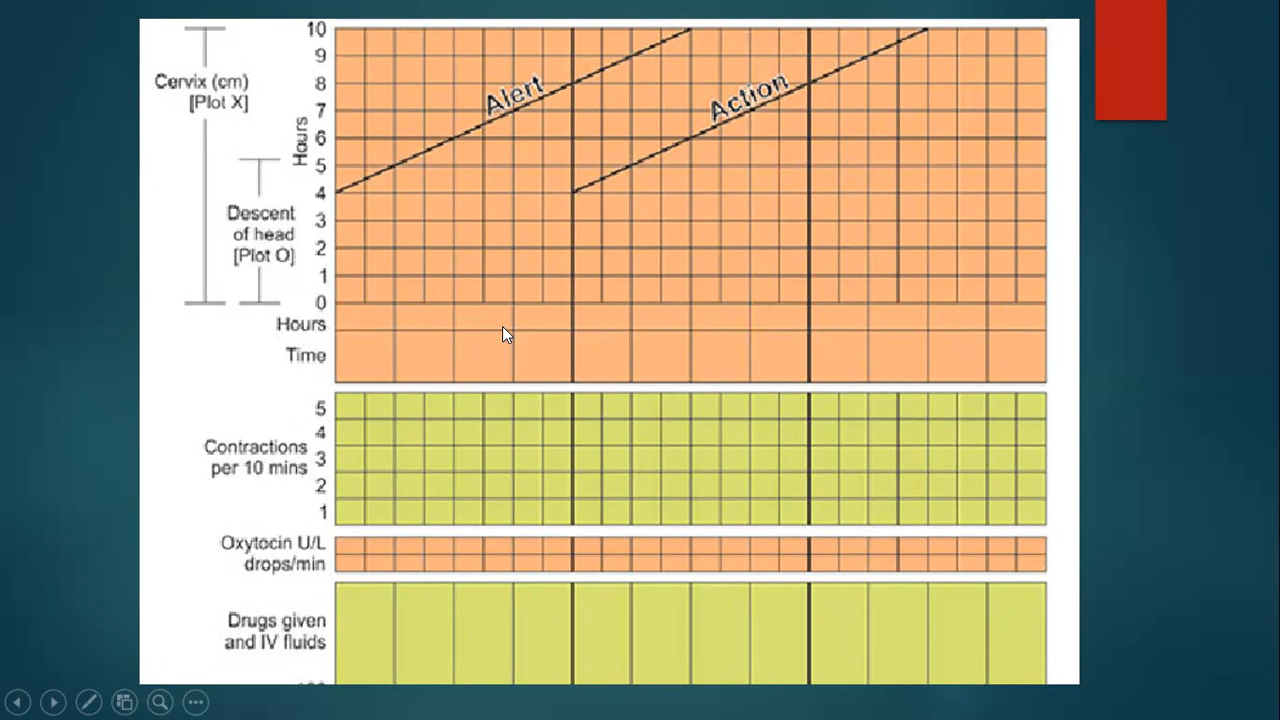 10
9
Cervix (cm)
[Plot X]
8
7
6
5
4
3
2
1
0
Hours
Alert
Action
Descent
of head
[Plot O]
Hours
Time
Contractions
per 10 mins
5
4
3
2
1
Oxytocin U/L
drops/min
Drugs given
and IV fluids